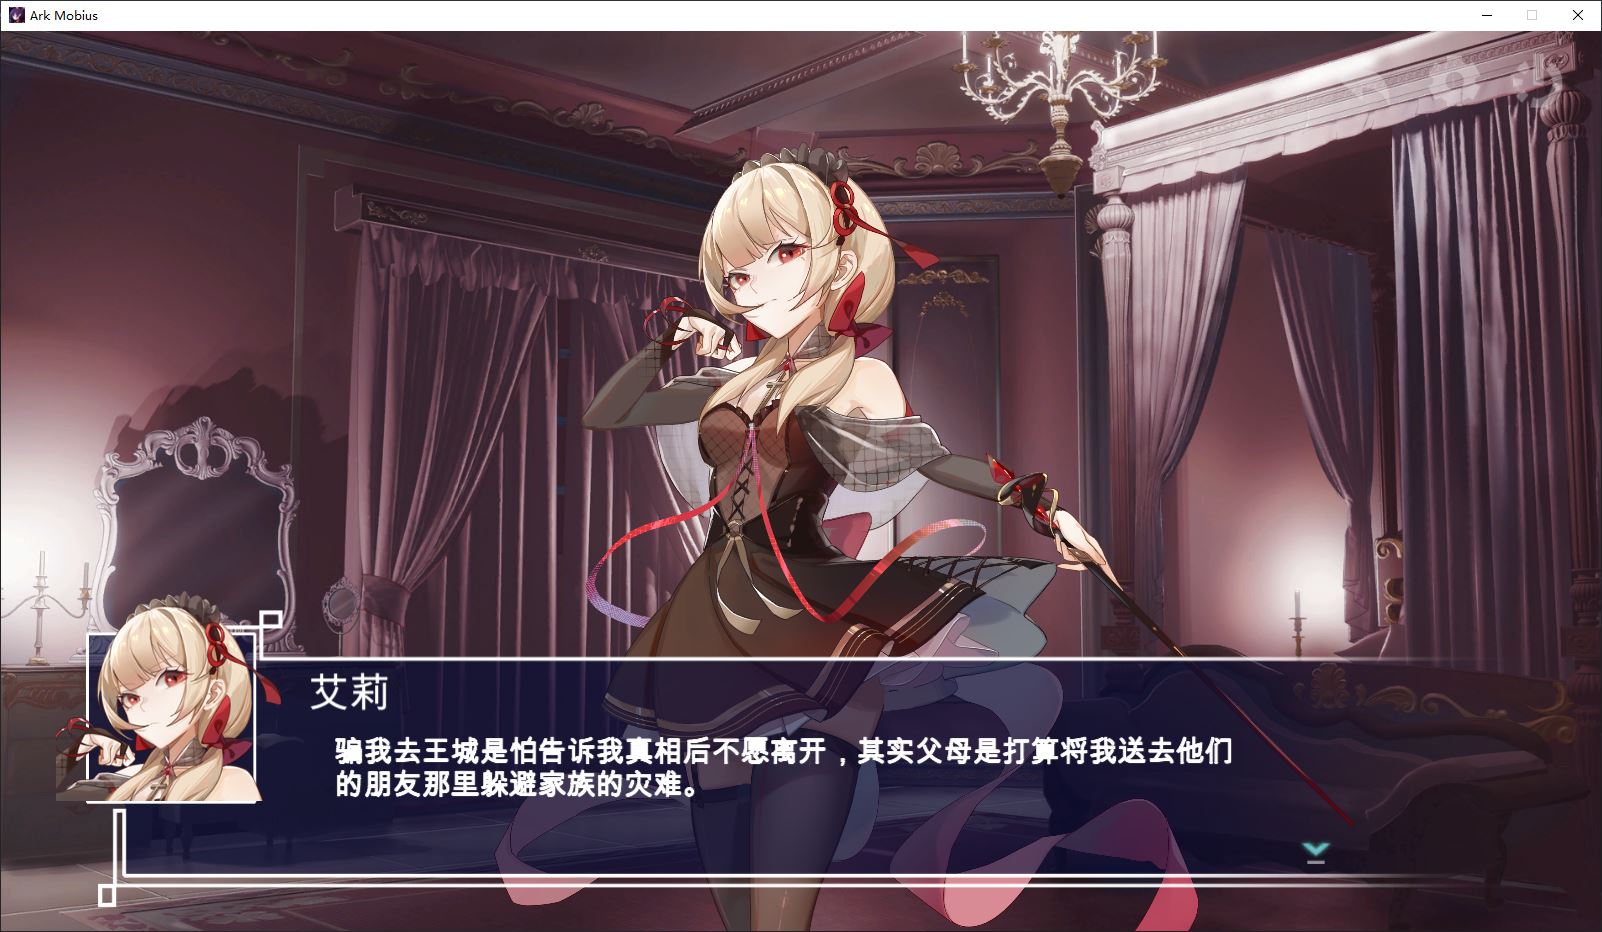 Ark Mobius
艾莉
骗我去王城是怕告诉我真相后不愿离开，其实父母是打算将我送去他们
的朋友那里躲避家族的灾难。